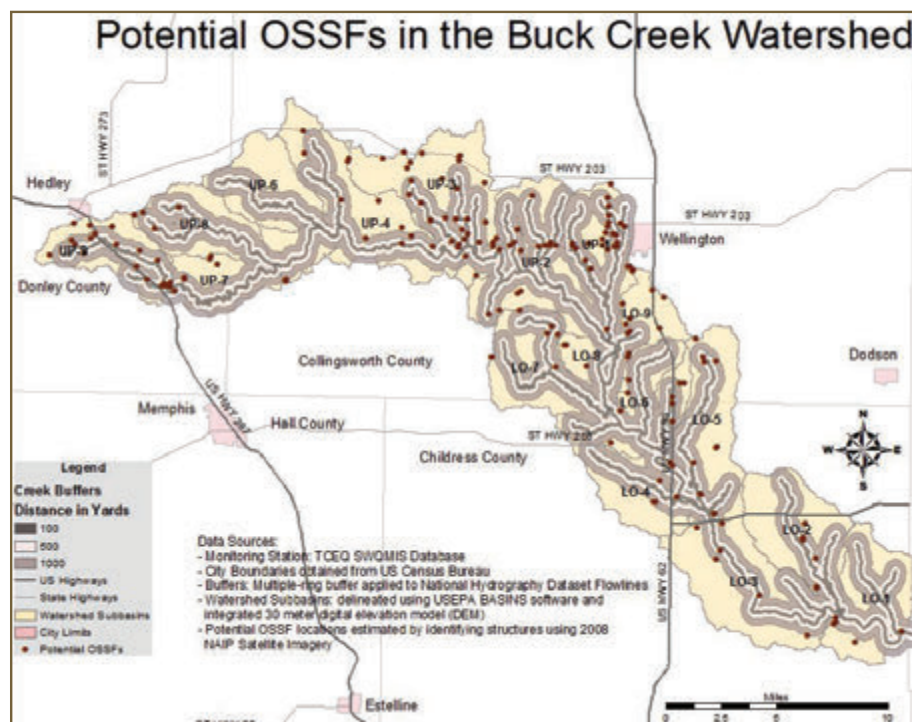 Potential OSSFs in the Buck Creek Watershed
ST HWY 273
Hedley
ST HWY 203
ST HWY 203
UP-6
UP-3
UP-8
UP-4
Wellington
UP-2
UP-7
Donley County
LO-9
Collingsworth County
LO-7
LO-8
Dodson
LO-6
LO-5
Memphis
US HWY 287
Hall County
ST HWY
Childress County
N
W
E
S
LO-4
LO-2
LO-3
LO-1
US HWY 62
Legend
Creek Buffers
Distance in Yards
100
500
1000
US Highways
State Highways
Watershed Subbasins
City Limits
Potential OSSFs
Data Sources:
- Monitoring Station: TCEQ SWQMIS Database
- City Boundaries obtained from US Census Bureau
- Buffers: Multiple-ring buffer applied to National Hydrography Dataset Flowlines
- Watershed Subbasins: delineated using USEPA BASINS software and
integrated 30 meter digital elevation model (DEM)
- Potential OSSF locations estimated by identifying structures using 2008
NAIP Satellite Imagery
Estelline
Miles
0 2.5 5 10